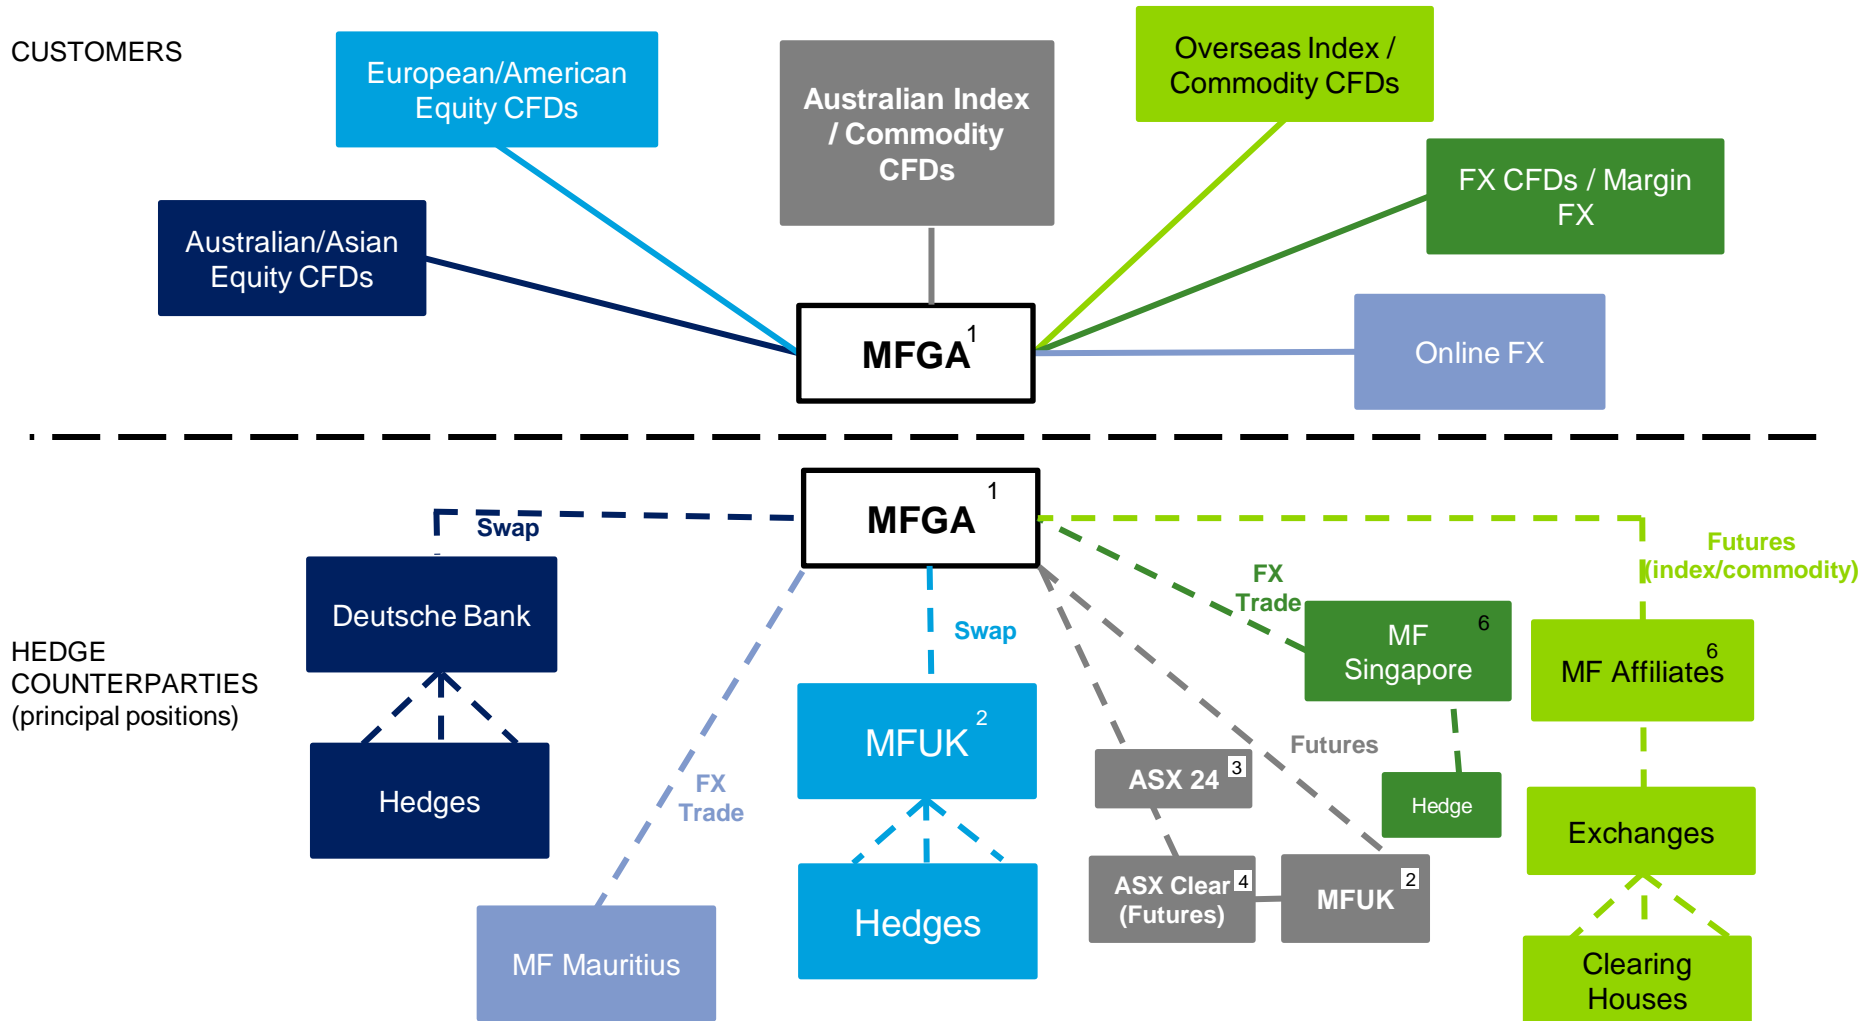 CUSTOMERS
European/American
Equity CFDs
Australian Index
/ Commodity
CFDs
Overseas Index /
Commodity CFDs
FX CFDs / Margin
FX
Australian/Asian
Equity CFDs
MFGA 1
Online FX
MFGA 1
Swap
Futures
(index/commodity)
FX
Trade
Deutsche Bank
Swap
MF 6
Singapore
MF Affiliates 6
HEDGE
COUNTERPARTIES
(principal positions)
MFUK 2
Futures
ASX 24 3
Hedges
FX
Trade
Hedge
Exchanges
ASX Clear 4
(Futures)
MFUK 2
Hedges
MF Mauritius
Clearing
Houses